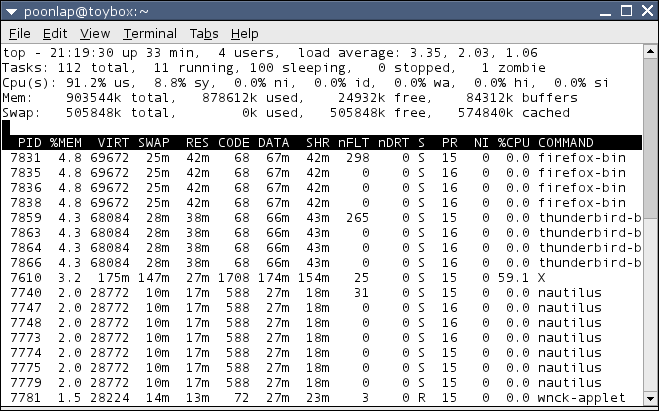 poonlap@toybox:~
File Edit View Terminal Tabs Help
top - 21:19:30 up 33 min,  4 users,  load average: 3.35, 2.03, 1.06
Tasks: 112 total,  11 running, 100 sleeping,   0 stopped,   1 zombie
Cpu(s): 91.2% us,  8.8% sy,  0.0% ni,  0.0% id,  0.0% wa,  0.0% hi,  0.0% si
Mem:    903544k total,   878612k used,    24932k free,    84312k buffers
Swap:   505848k total,        0k used,   505848k free,   574840k cached
PID %MEM  VIRT SWAP  RES CODE DATA  SHR nFLT nDRT S  PR  NI %CPU COMMAND
7831  4.8 69672  25m  42m   68  67m  42m  298    0 S  15   0  0.0 firefox-bin
7835  4.8 69672  25m  42m   68  67m  42m    0    0 S  16   0  0.0 firefox-bin
7836  4.8 69672  25m  42m   68  67m  42m    0    0 S  16   0  0.0 firefox-bin
7838  4.8 69672  25m  42m   68  67m  42m    0    0 S  16   0  0.0 firefox-bin
7859  4.3 68084  28m  38m   68  66m  43m  265    0 S  15   0  0.0 thunderbird-b
7863  4.3 68084  28m  38m   68  66m  43m    0    0 S  15   0  0.0 thunderbird-b
7864  4.3 68084  28m  38m   68  66m  43m    0    0 S  16   0  0.0 thunderbird-b
7866  4.3 68084  28m  38m   68  66m  43m    0    0 S  16   0  0.0 thunderbird-b
7610  3.2  175m 147m  27m 1708 174m 154m   25    0 S  15   0 59.1 X
7740  2.0 28772  10m  17m  588  27m  18m   31    0 S  15   0  0.0 nautilus
7747  2.0 28772  10m  17m  588  27m  18m    0    0 S  16   0  0.0 nautilus
7748  2.0 28772  10m  17m  588  27m  18m    0    0 S  16   0  0.0 nautilus
7773  2.0 28772  10m  17m  588  27m  18m    0    0 S  16   0  0.0 nautilus
7774  2.0 28772  10m  17m  588  27m  18m    0    0 S  15   0  0.0 nautilus
7775  2.0 28772  10m  17m  588  27m  18m    0    0 S  15   0  0.0 nautilus
7779  2.0 28772  10m  17m  588  27m  18m    0    0 S  15   0  0.0 nautilus
7781  1.5 28224  14m  13m   72  27m  23m    3    0 R  15   0  0.0 wnck-applet